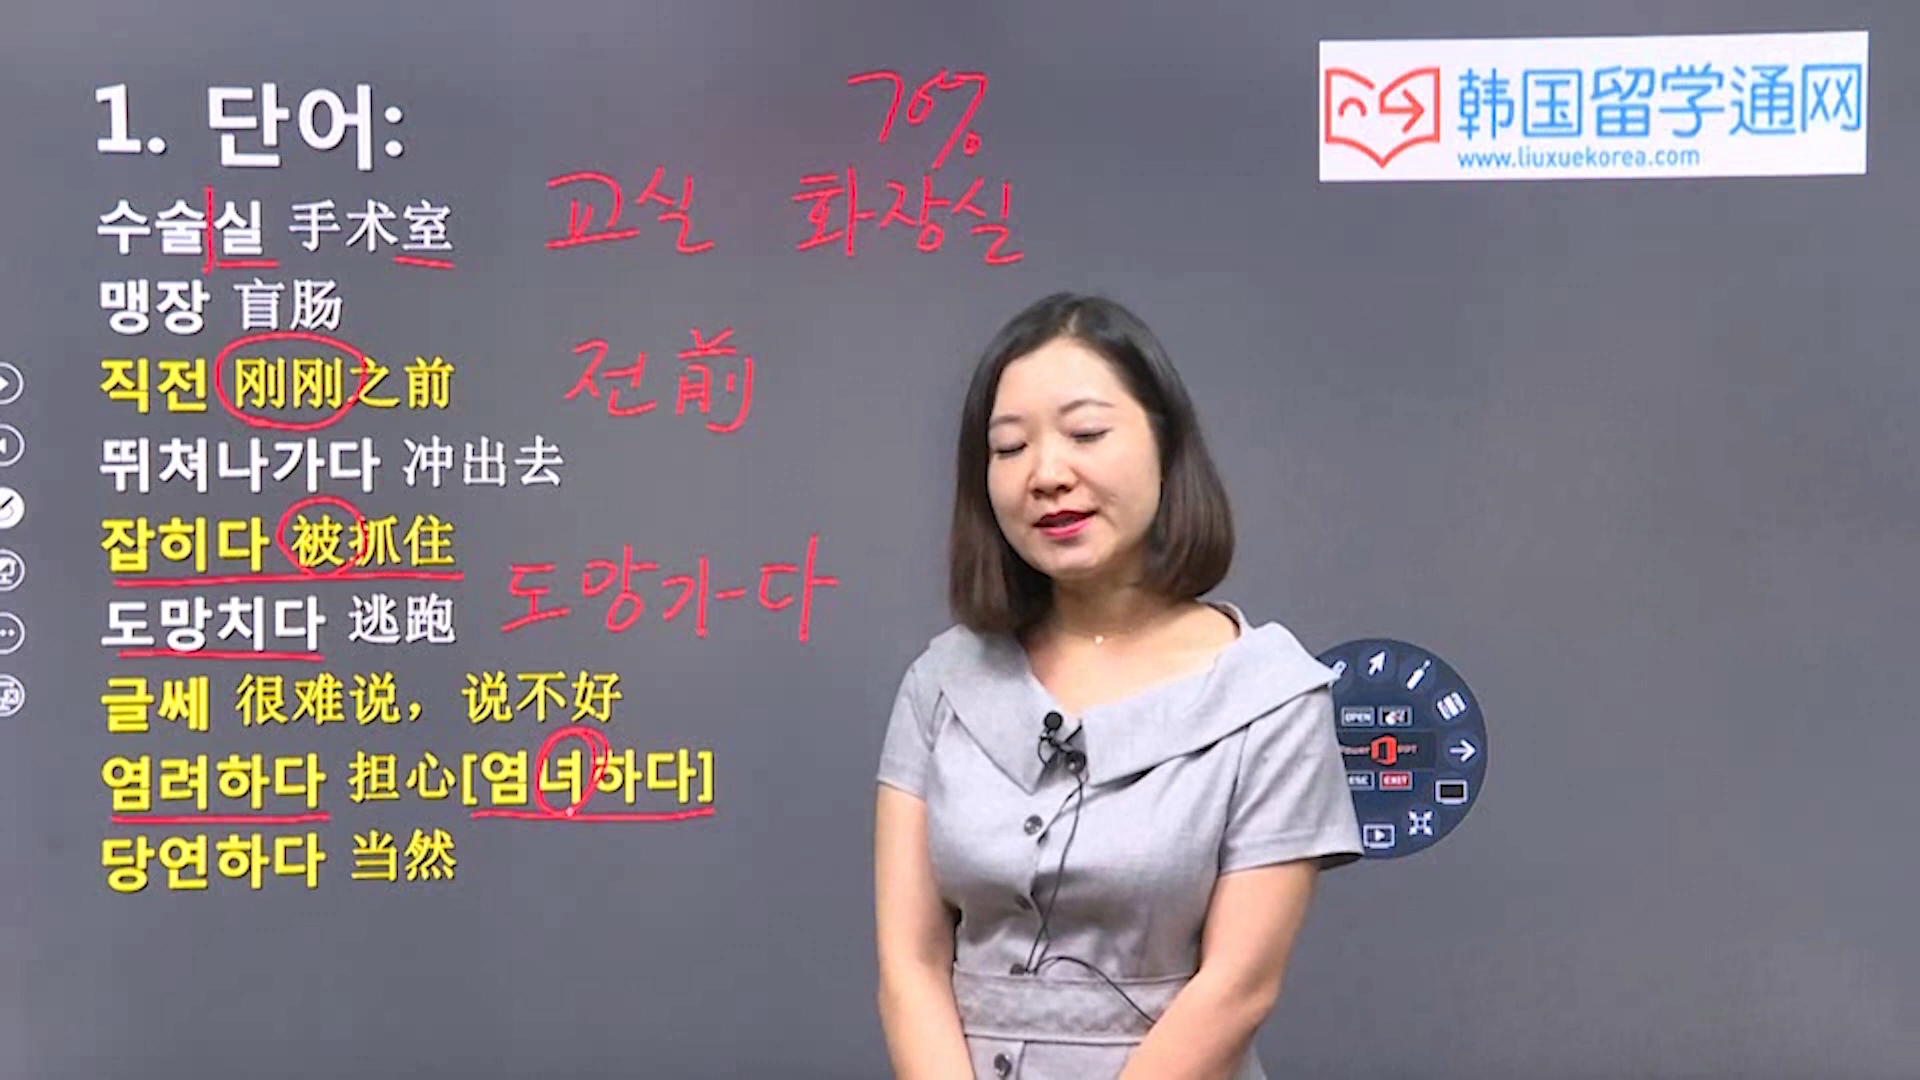 1. 단어:
70%
수술실 手术室 교실 화장실
맹장 盲肠
직전 刚刚之前 전 前
뛰쳐나가다 冲出去
잡히다 被抓住
도망치다 逃跑 도망가다
글쎄 很难说，说不好
염려하다 担心[염녀하다]
당연하다 当然
韩国留学通网
www.liuxuekorea.com
OPEN
ESC EXIT